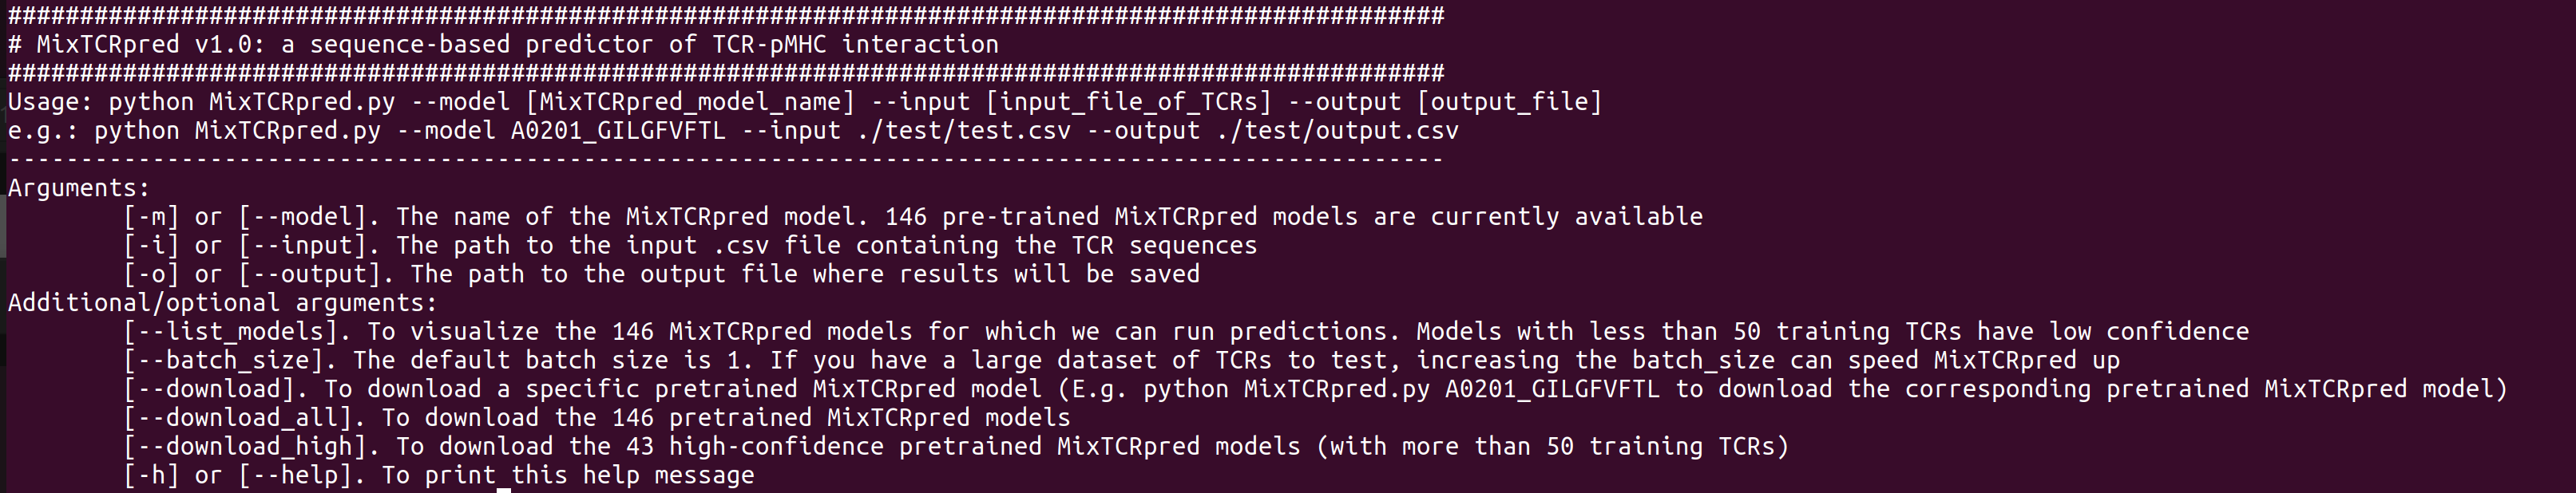 ####################################################################################################
# MixTCRpred v1.0: a sequence-based predictor of TCR-pMHC interaction
####################################################################################################
Usage: python MixTCRpred.py --model [MixTCRpred_model_name] --input [input_file_of_TCRs] --output [output_file]
e.g.: python MixTCRpred.py --model A0201_GILGFVFTL --input ./test/test.csv --output ./test/output.csv
----------------------------------------------------------------------------------------------------
Arguments:
        [-m] or [--model]. The name of the MixTCRpred model. 146 pre-trained MixTCRpred models are currently available
        [-i] or [--input]. The path to the input .csv file containing the TCR sequences
        [-o] or [--output]. The path to the output file where results will be saved
Additional/optional arguments:
        [--list_models]. To visualize the 146 MixTCRpred models for which we can run predictions. Models with less than 50 training TCRs have low confidence
        [--batch_size]. The default batch size is 1. If you have a large dataset of TCRs to test, increasing the batch_size can speed MixTCRpred up
        [--download]. To download a specific pretrained MixTCRpred model (E.g. python MixTCRpred.py A0201_GILGFVFTL to download the corresponding pretrained MixTCRpred model)
        [--download_all]. To download the 146 pretrained MixTCRpred models
        [--download_high]. To download the 43 high-confidence pretrained MixTCRpred models (with more than 50 training TCRs)
        [-h] or [--help]. To print this help message